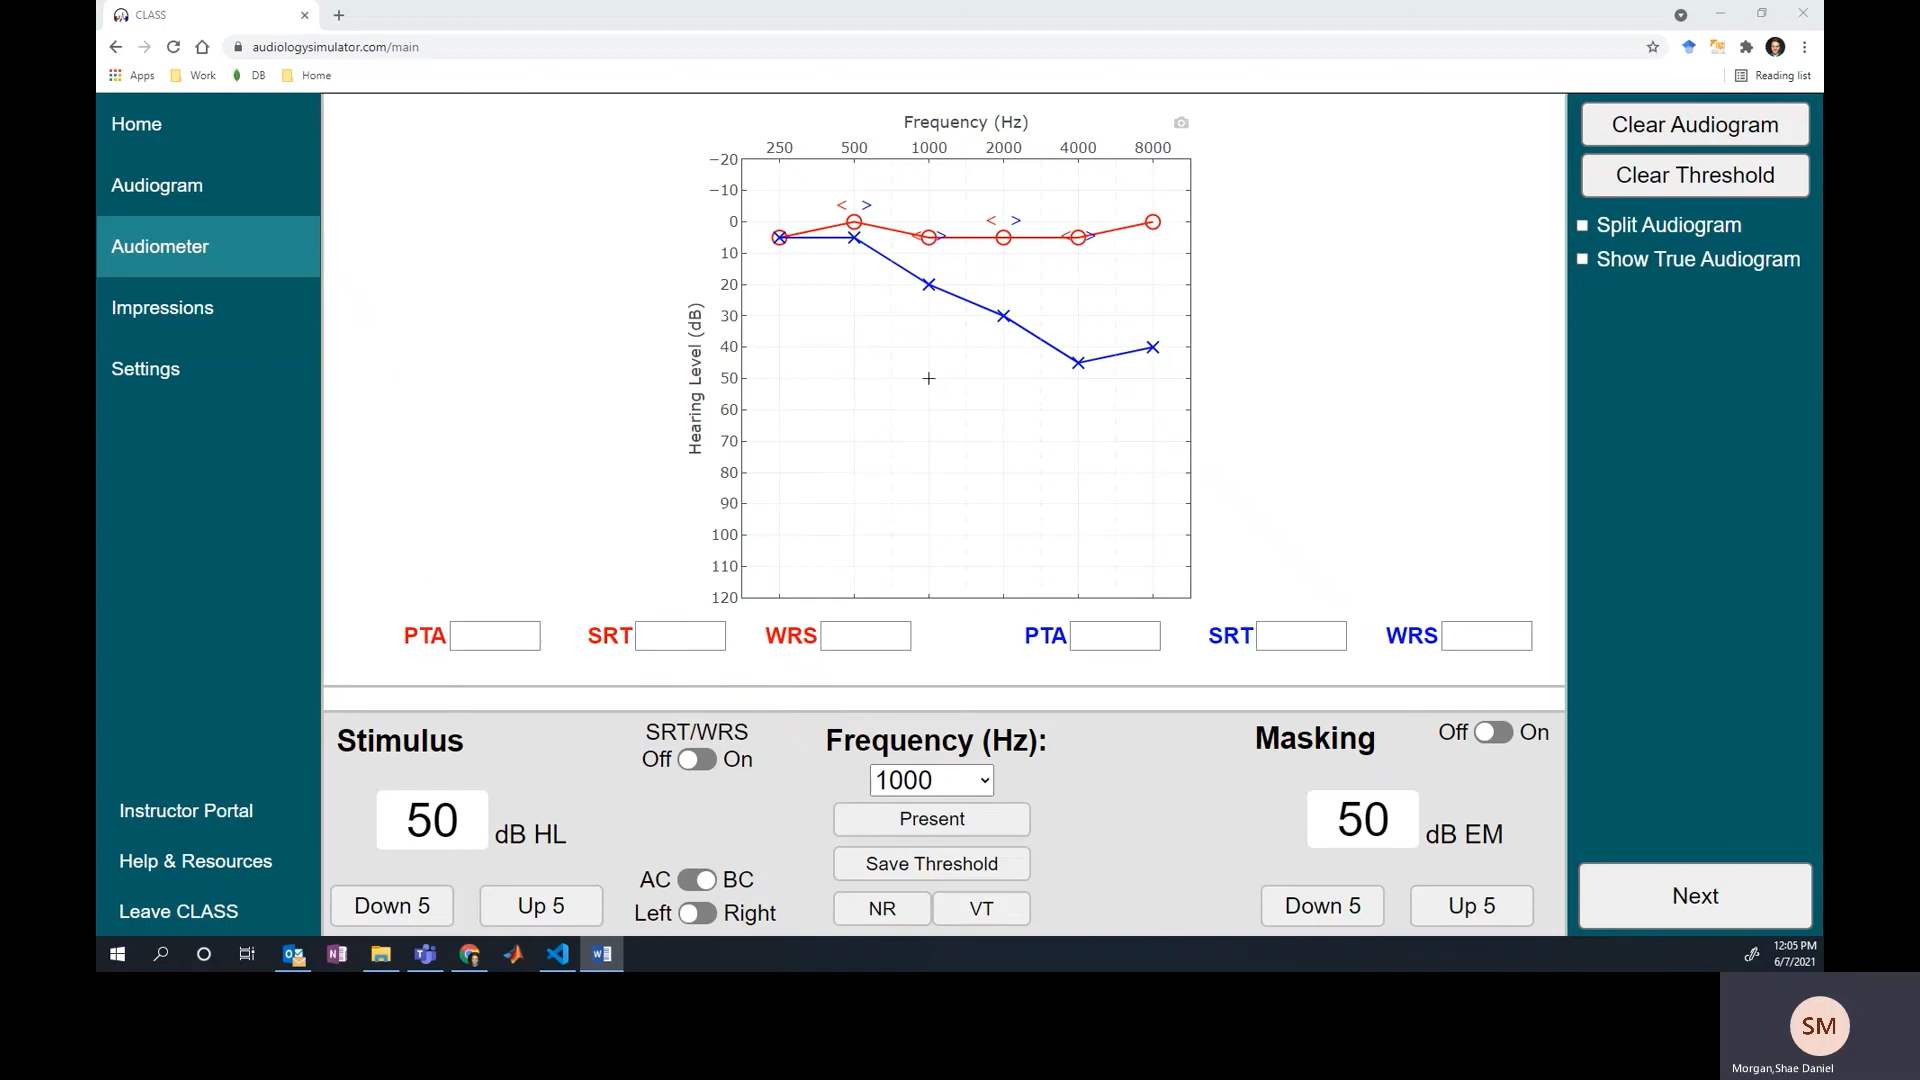 CLASS
audiologysimulator.com/main
Apps Work DB Home Reading list
Home
Audiogram
Audiometer
Impressions
Settings
Instructor Portal
Help & Resources
Leave CLASS
Frequency (Hz)
250 500 1000 2000 4000 8000
Hearing Level (dB)
−20
−10
0
10
20
30
40
50
60
70
80
90
100
110
120
PTA SRT WRS PTA SRT WRS
Stimulus
50 dB HL
Down 5 Up 5
SRT/WRS
Off On
AC BC
Left Right
Frequency (Hz):
1000
Present
Save Threshold
NR VT
Masking
Off On
50 dB EM
Down 5 Up 5
Clear Audiogram
Clear Threshold
Split Audiogram
Show True Audiogram
Next
12:05 PM
6/7/2021
SM
Morgan,Shae Daniel